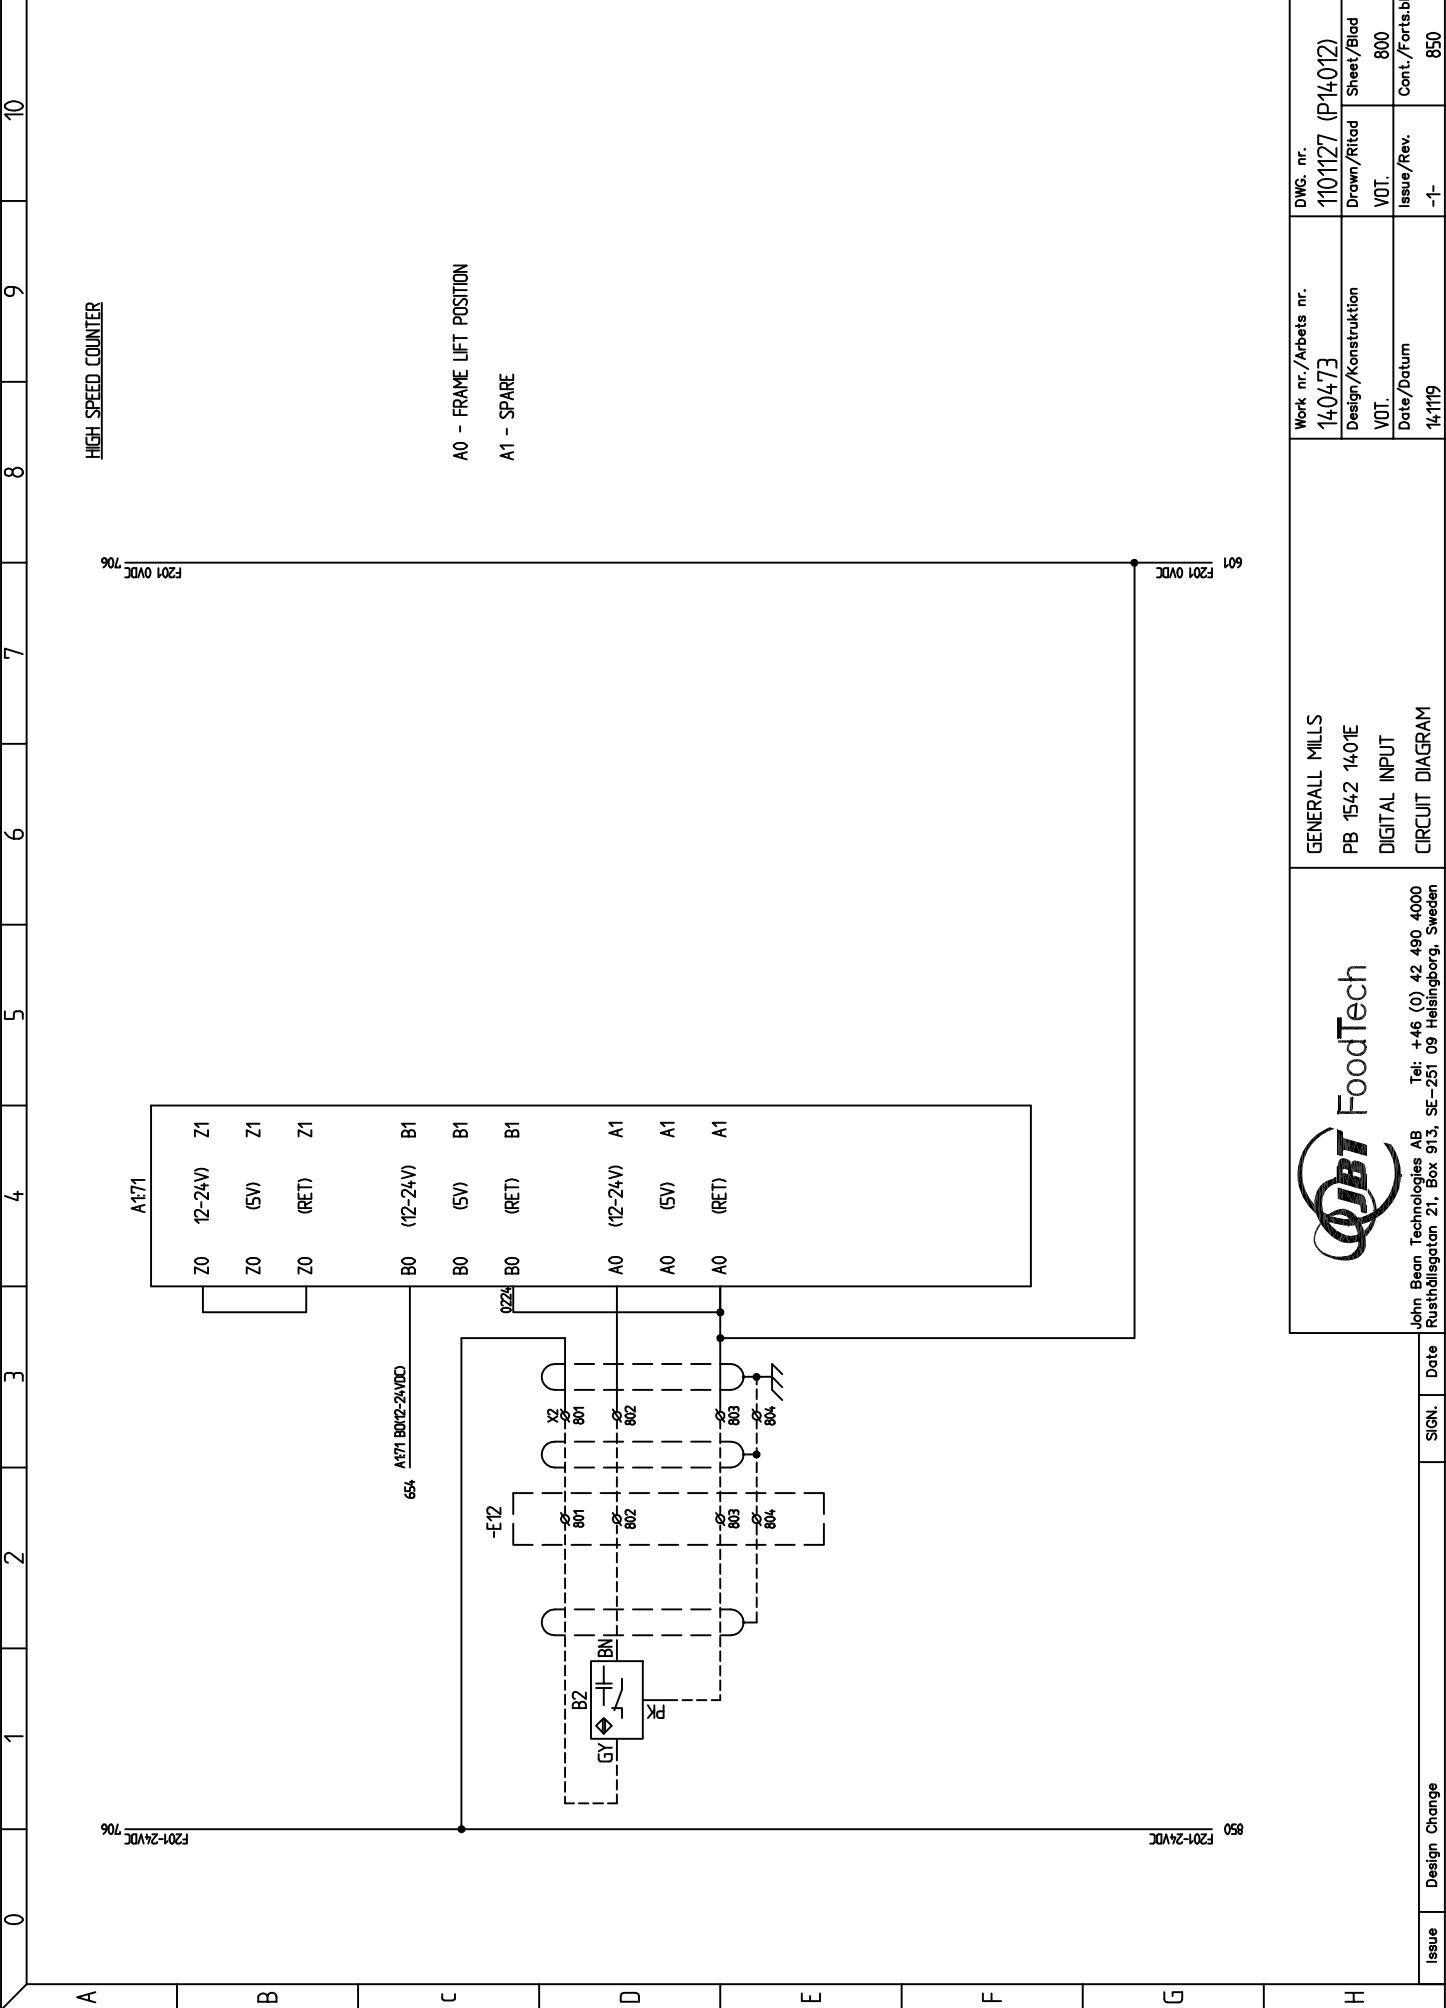 0 1 2 3 4 5 6 7 8 9 10
A
B
C
D
E
F
G
H
HIGH SPEED COUNTER
706
F201-24VDC
706
F201 0VDC
A1:71
Z0 12-24V) Z1
Z0 (5V) Z1
Z0 (RET) Z1
654
A1:71 B0(12-24VDC)
B0 (12-24V) B1
B0 (5V) B1
0224
B0 (RET) B1
A0 - FRAME LIFT POSITION
A1 - SPARE
A0 (12-24V) A1
A0 (5V) A1
A0 (RET) A1
-E12
X2
801 801
802 802
803 803
804 804
B2
GY
BN
PK
F201-24VDC
850
F201 0VDC
601
JBT FoodTech
John Bean Technologies AB Tel: +46 (0) 42 490 4000
Rusthållsgatan 21, Box 913, SE-251 09 Helsingborg, Sweden
GENERALL MILLS
PB 1542 1401E
DIGITAL INPUT
CIRCUIT DIAGRAM
Work nr./Arbets nr.
140473
DWG. nr.
1101127 (P14012)
Design/Konstruktion
VOT.
Drawn/Ritad
VOT.
Sheet/Blad
800
Date/Datum
141119
Issue/Rev.
-1-
Cont./Forts.bl
850
Issue
Design Change
SIGN.
Date